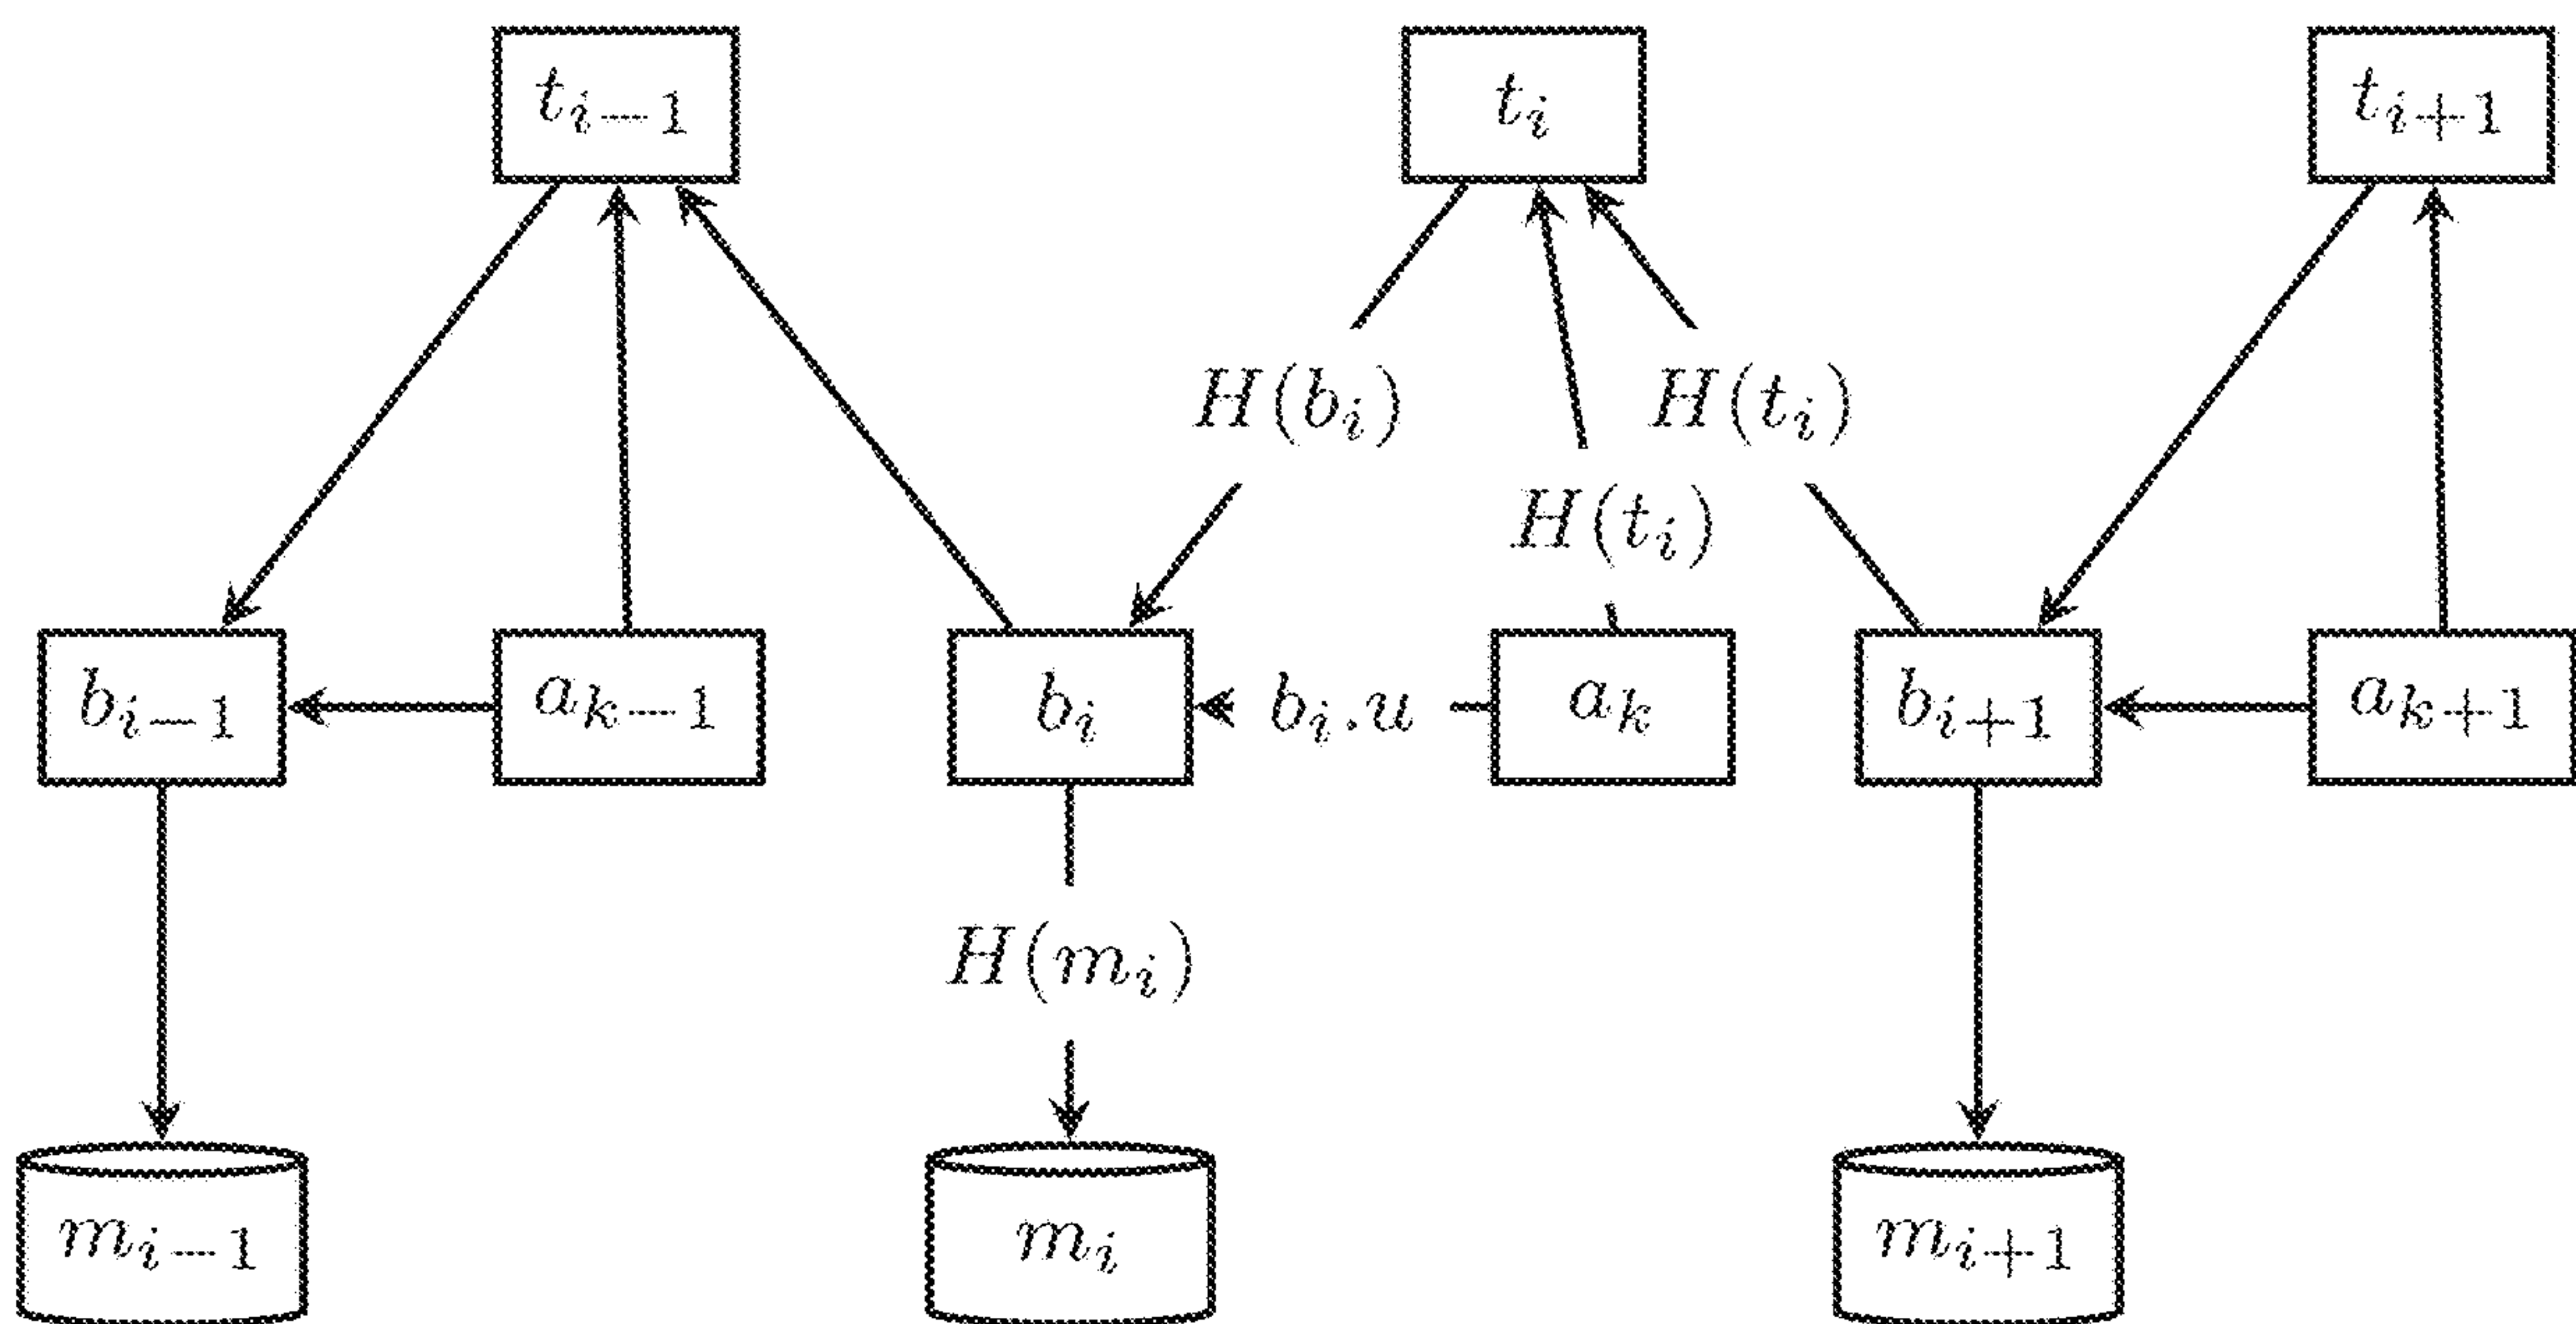 t_{i-1} t_i t_{i+1}
H(b_i) H(t_i)
H(t_i)
b_{i-1} a_{k-1} b_i b_i.u a_k b_{i+1} a_{k+1}
H(m_i)
m_{i-1} m_i m_{i+1}